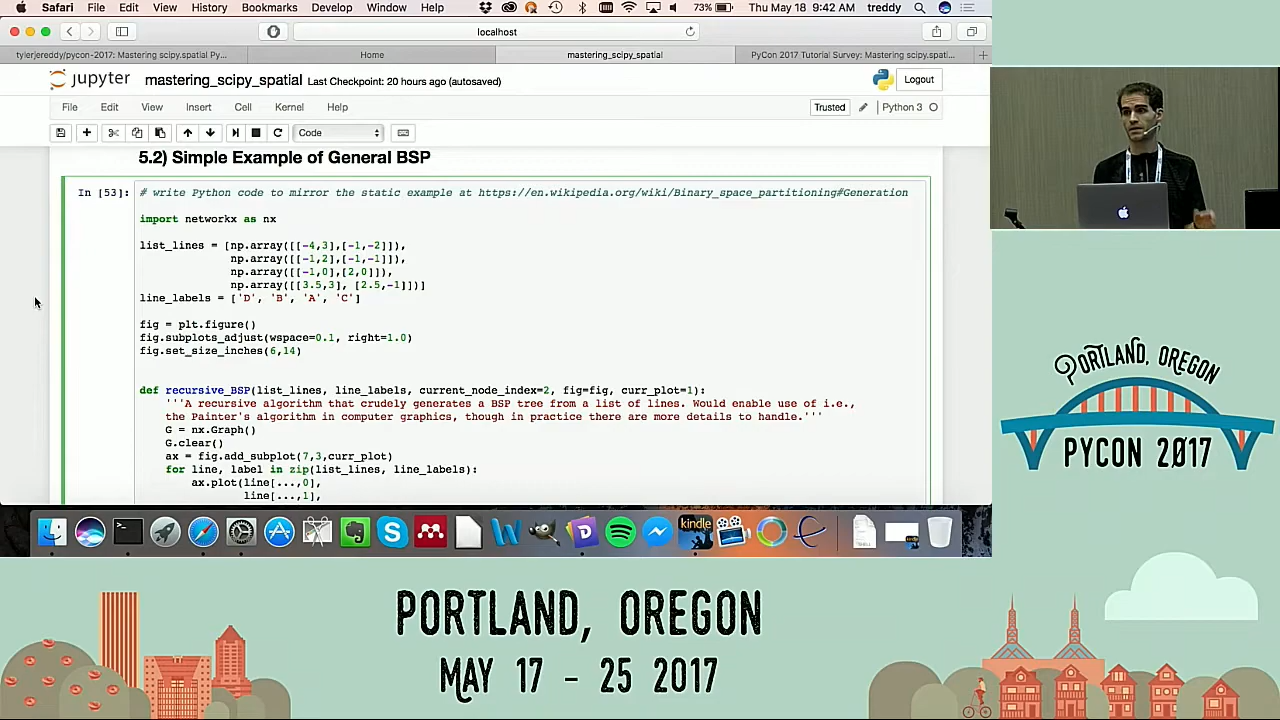 Safari File Edit View History Bookmarks Develop Window Help 73% Thu May 18 9:42 AM treddy
localhost
tylerjereddy/pycon-2017: Mastering scipy.spatial Py... Home mastering_scipy_spatial PyCon 2017 Tutorial Survey: Mastering scipy.spati...
jupyter mastering_scipy_spatial Last Checkpoint: 20 hours ago (autosaved) Logout
File Edit View Insert Cell Kernel Help Trusted Python 3
Code
5.2) Simple Example of General BSP
In [53]: # write Python code to mirror the static example at https://en.wikipedia.org/wiki/Binary_space_partitioning#Generation
import networkx as nx
list_lines = [np.array([[-4,3],[-1,-2]]),
np.array([[-1,2],[-1,-1]]),
np.array([[-1,0],[2,0]]),
np.array([[3.5,3], [2.5,-1]])]
line_labels = ['D', 'B', 'A', 'C']
fig = plt.figure()
fig.subplots_adjust(wspace=0.1, right=1.0)
fig.set_size_inches(6,14)
def recursive_BSP(list_lines, line_labels, current_node_index=2, fig=fig, curr_plot=1):
'''A recursive algorithm that crudely generates a BSP tree from a list of lines. Would enable use of i.e.,
the Painter's algorithm in computer graphics, though in practice there are more details to handle.'''
G = nx.Graph()
G.clear()
ax = fig.add_subplot(7,3,curr_plot)
for line, label in zip(list_lines, line_labels):
ax.plot(line[...,0],
line[...,1],
kindle
PORTLAND, OREGON
PYCON 2017
PORTLAND, OREGON
MAY 17 - 25 2017